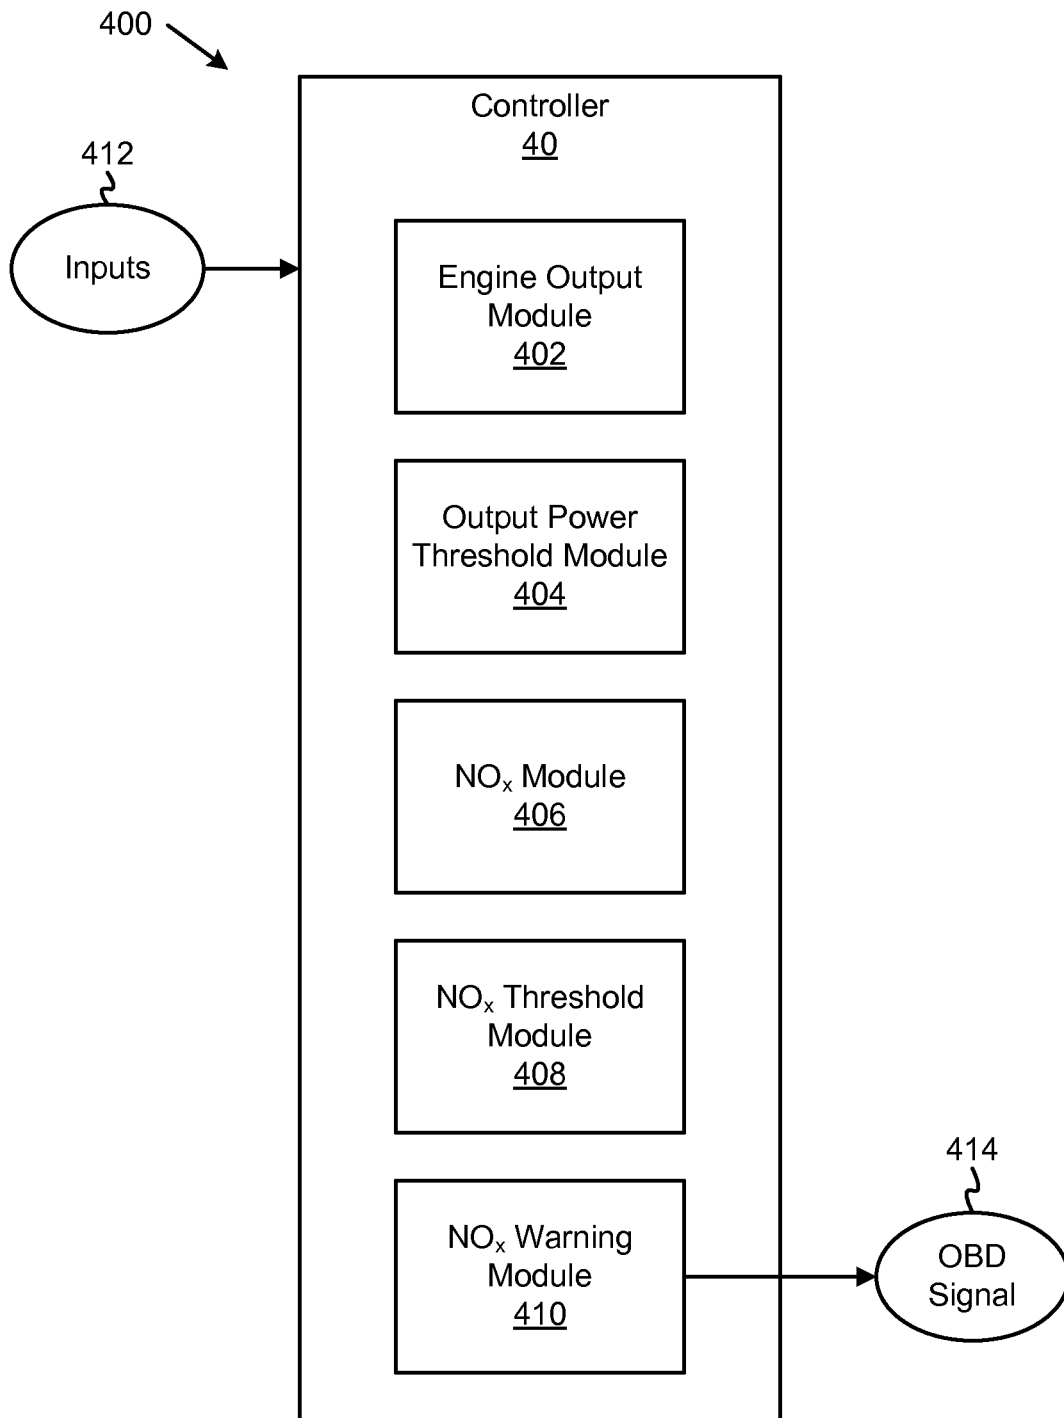 400
Controller
40
412
Inputs
Engine Output
Module
402
Output Power
Threshold Module
404
NOₓ Module
406
NOₓ Threshold
Module
408
NOₓ Warning
Module
410
414
OBD
Signal